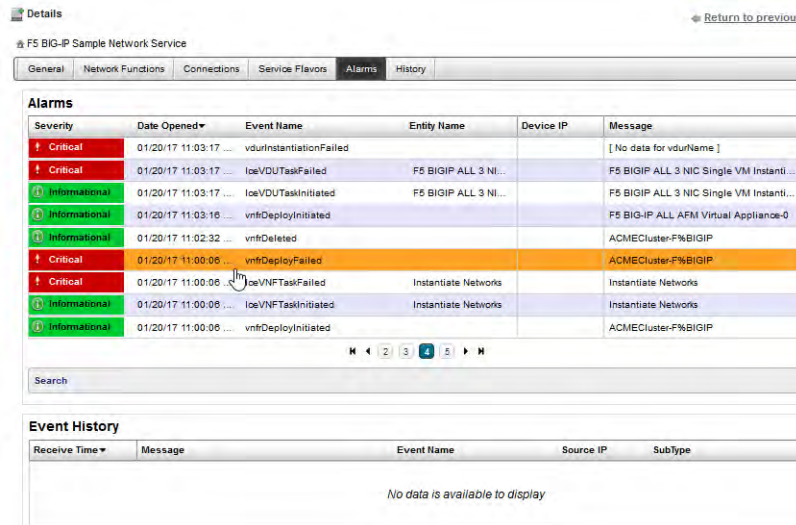 Details
Return to previou
F5 BIG-IP Sample Network Service
General Network Functions Connections Service Flavors Alarms History
Alarms
Severity Date Opened▼ Event Name Entity Name Device IP Message
Critical 01/20/17 11:03:17 ... vdurInstantiationFailed [ No data for vdurName ]
Critical 01/20/17 11:03:17 ... IceVDUTaskFailed F5 BIGIP ALL 3 NI... F5 BIGIP ALL 3 NIC Single VM Instanti...
Informational 01/20/17 11:03:17 ... IceVDUTaskInitiated F5 BIGIP ALL 3 NI... F5 BIGIP ALL 3 NIC Single VM Instanti...
Informational 01/20/17 11:03:16 ... vnfrDeployInitiated F5 BIG-IP ALL AFM Virtual Appliance-0
Informational 01/20/17 11:02:32 ... vnfrDeleted ACMECluster-F%BIGIP
Critical 01/20/17 11:00:06 ... vnfrDeployFailed ACMECluster-F%BIGIP
Critical 01/20/17 11:00:06 ... IceVNFTaskFailed Instantiate Networks Instantiate Networks
Informational 01/20/17 11:00:06 ... IceVNFTaskInitiated Instantiate Networks Instantiate Networks
Informational 01/20/17 11:00:06 ... vnfrDeployInitiated ACMECluster-F%BIGIP
2 3 4 5
Search
Event History
Receive Time▼ Message Event Name Source IP SubType
No data is available to display